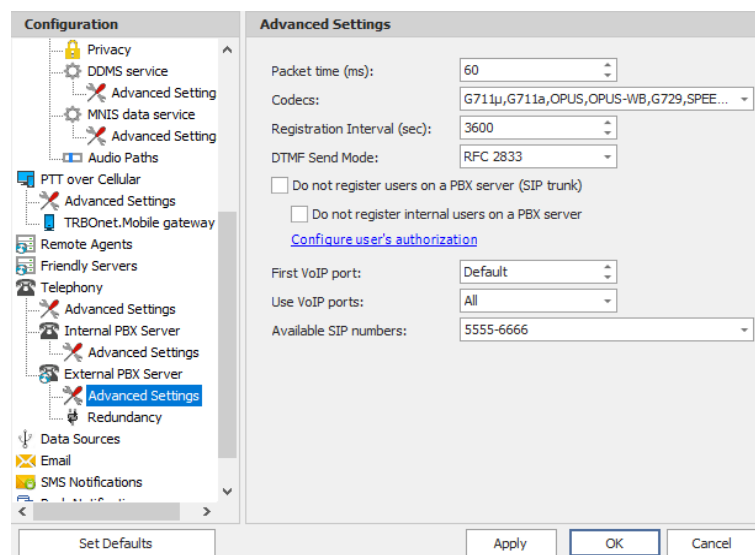 Configuration
Privacy
DDMS service
Advanced Setting
MNIS data service
Advanced Setting
Audio Paths
PTT over Cellular
Advanced Settings
TRBOnet.Mobile gateway
Remote Agents
Friendly Servers
Telephony
Advanced Settings
Internal PBX Server
Advanced Settings
External PBX Server
Advanced Settings
Redundancy
Data Sources
Email
SMS Notifications
Set Defaults
Advanced Settings
Packet time (ms): 60
Codecs: G711µ,G711a,OPUS,OPUS-WB,G729,SPEE...
Registration Interval (sec): 3600
DTMF Send Mode: RFC 2833
Do not register users on a PBX server (SIP trunk)
Do not register internal users on a PBX server
Configure user's authorization
First VoIP port: Default
Use VoIP ports: All
Available SIP numbers: 5555-6666
Apply OK Cancel